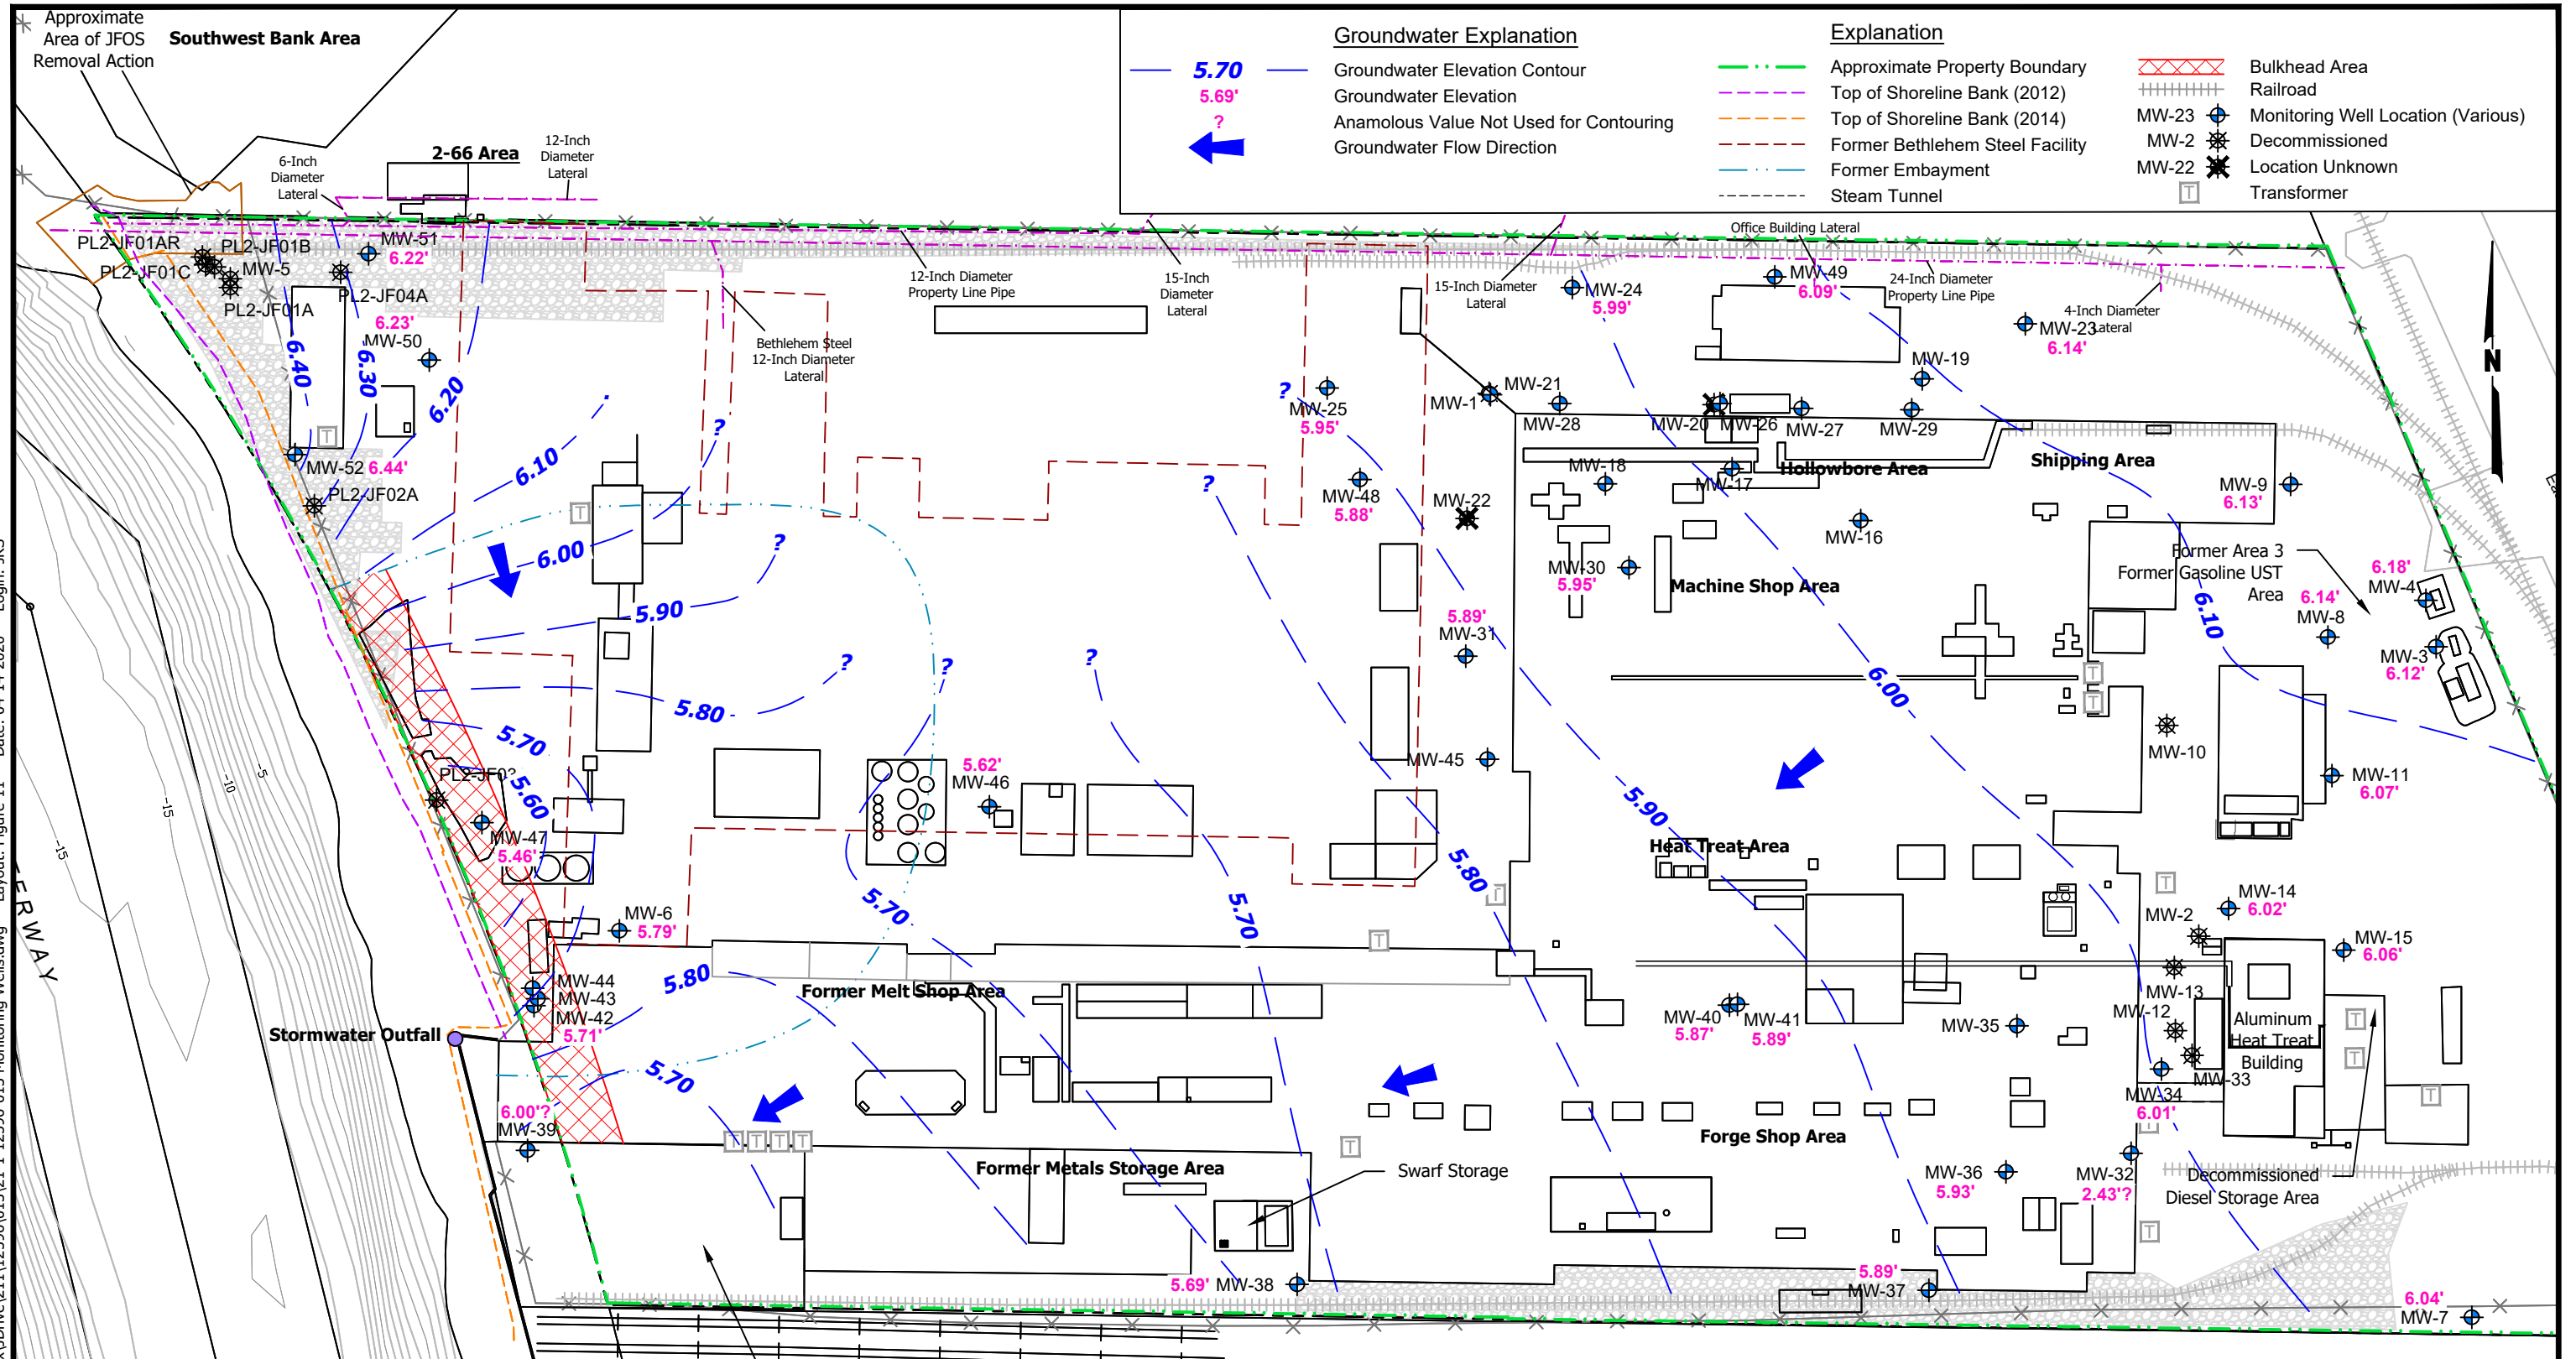 Approximate
Area of JFOS
Removal Action
Southwest Bank Area
2-66 Area
6-Inch
Diameter
Lateral
12-Inch
Diameter
Lateral
Groundwater Explanation
5.70
Groundwater Elevation Contour
5.69'
Groundwater Elevation
?
Anamolous Value Not Used for Contouring
Groundwater Flow Direction
Explanation
Approximate Property Boundary
Top of Shoreline Bank (2012)
Top of Shoreline Bank (2014)
Former Bethlehem Steel Facility
Former Embayment
Steam Tunnel
Bulkhead Area
Railroad
MW-23
Monitoring Well Location (Various)
MW-2
Decommissioned
MW-22
Location Unknown
T
Transformer
PL2-JF01AR
PL2-JF01B
PL2-JF01C
MW-5
PL2-JF01A
MW-51
6.22'
PL2-JF04A
6.23'
MW-50
6.40
6.30
6.20
6.10
T
MW-52 6.44'
PL2-JF02A
12-Inch Diameter
Property Line Pipe
15-Inch
Diameter
Lateral
15-Inch Diameter
Lateral
Office Building Lateral
24-Inch Diameter
Property Line Pipe
4-Inch Diameter
Lateral
Bethlehem Steel
12-Inch Diameter
Lateral
MW-24
5.99'
MW-49
6.09'
MW-23
6.14'
MW-19
N
?
?
MW-25
5.95'
MW-1
MW-21
MW-28
MW-20
MW-26
MW-27
MW-29
MW-18
MW-17
Hollowbore Area
Shipping Area
MW-9
6.13'
?
MW-48
5.88'
MW-22
MW-16
MW-30
5.95'
Machine Shop Area
Former Area 3
Former Gasoline UST
Area
6.18'
MW-4
6.14'
MW-8
MW-3
6.12'
6.10
T
6.00
?
5.90
5.89'
MW-31
?
?
?
5.80
6.00
T
T
5.70
MW-10
MW-45
MW-11
6.07'
5.62'
MW-46
5.60
MW-47
5.46'
5.90
Heat Treat Area
5.80
T
T
5.70
5.70
MW-6
5.79'
MW-14
6.02'
MW-2
MW-15
6.06'
T
5.80
Former Melt Shop Area
MW-44
MW-43
MW-42
5.71'
Stormwater Outfall
MW-40
5.87'
MW-41
5.89'
MW-35
MW-13
MW-12
Aluminum
Heat Treat
Building
T
T
T
MW-33
MW-34
6.01'
5.70
6.00'?
MW-39
T T T T
T
Forge Shop Area
Former Metals Storage Area
Swarf Storage
MW-36
5.93'
MW-32
2.43'?
Decommissioned
Diesel Storage Area
T
T
5.69' MW-38
5.89'
MW-37
6.04'
MW-7
-15
-15
-10
-5
ERWAY